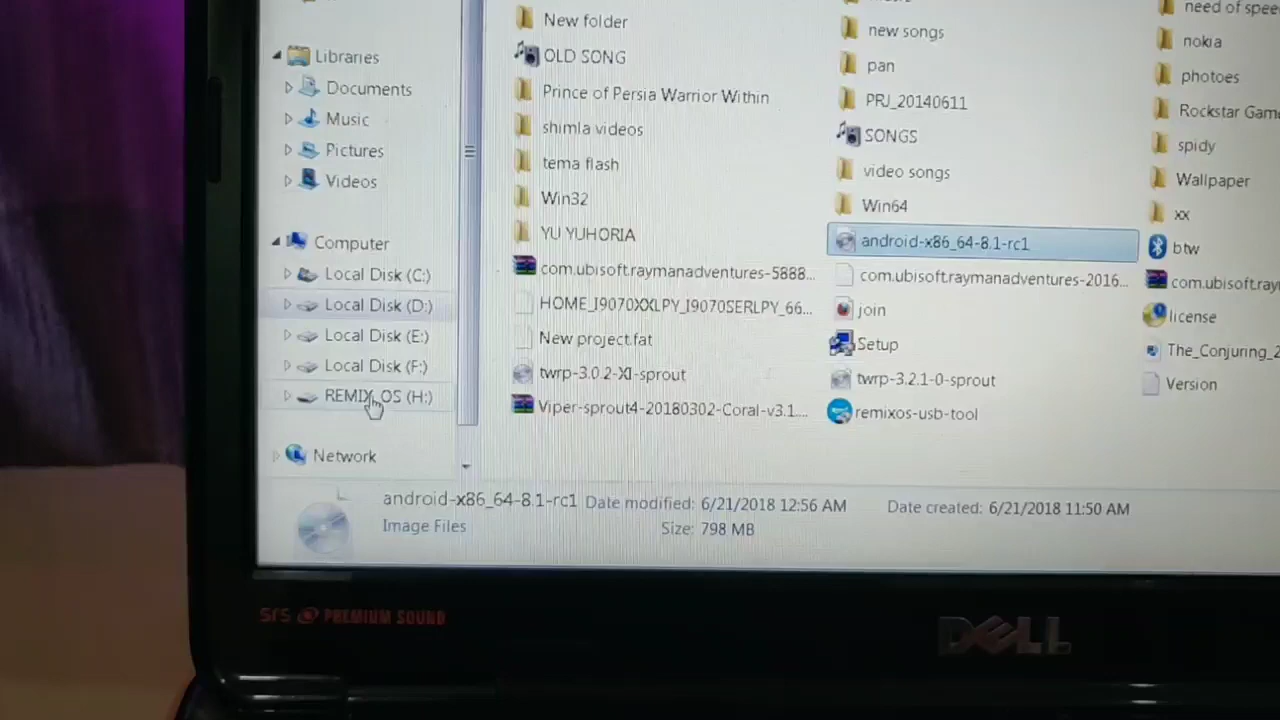 Libraries
Documents
Music
Pictures
Videos
Computer
Local Disk (C:)
Local Disk (D:)
Local Disk (E:)
Local Disk (F:)
Network
New folder
OLD SONG
Prince of Persia Warrior Within
shimla videos
tema flash
Win32
YU YUHORIA
com.ubisoft.raymanadventures-5888...
HOME_I9070XXLPY_I9070SERLPY_66...
New project.fat
twrp-3.0.2-XI-sprout
Viper-sprout4-20180302-Coral-v3.1....
new songs
pan
PRJ_20140611
SONGS
video songs
Win64
android-x86_64-8.1-rc1
com.ubisoft.raymanadventures-2016...
join
Setup
twrp-3.2.1-0-sprout
remixos-usb-tool
need of spee
nokia
photoes
Rockstar Gam
spidy
Wallpaper
xx
btw
com.ubisoft.ray
license
The_Conjuring_2
Version
android-x86_64-8.1-rc1 Date modified: 6/21/2018 12:56 AM Date created: 6/21/2018 11:50 AM
Image Files Size: 798 MB
srs PREMIUM SOUND
DELL